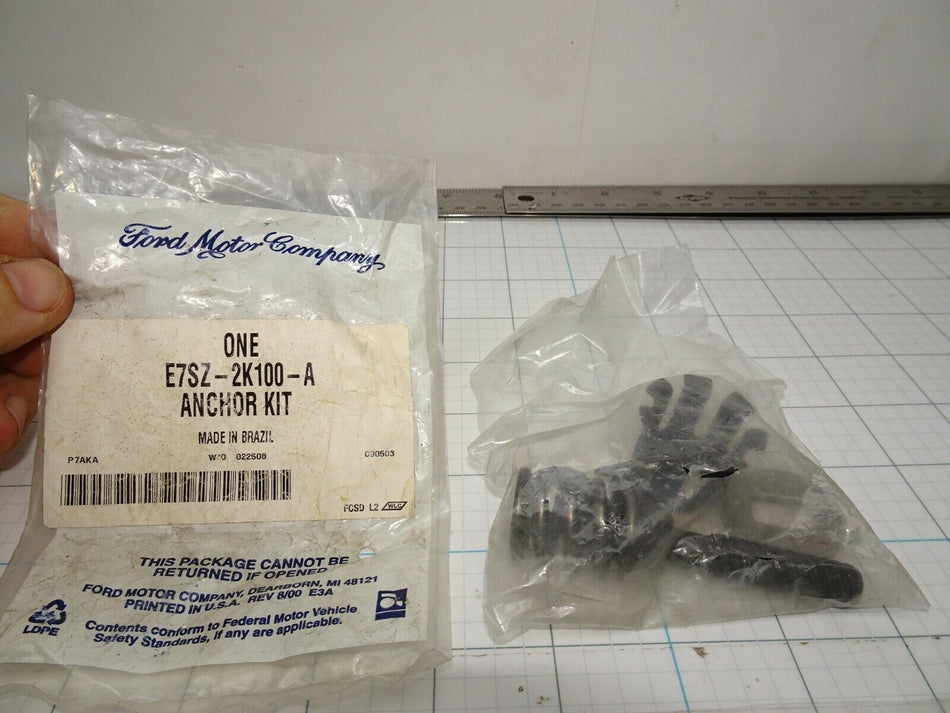 Ford Motor Company
ONE
E7SZ-2K100-A
ANCHOR KIT
MADE IN BRAZIL
P7AKA W/O 022508 030503
FCSD L2 WLC
THIS PACKAGE CANNOT BE
RETURNED IF OPENED
FORD MOTOR COMPANY, DEARBORN, MI 48121
PRINTED IN U.S.A. REV 8/00 E3A
Contents conform to Federal Motor Vehicle
Safety Standards, if any are applicable.
LDPE